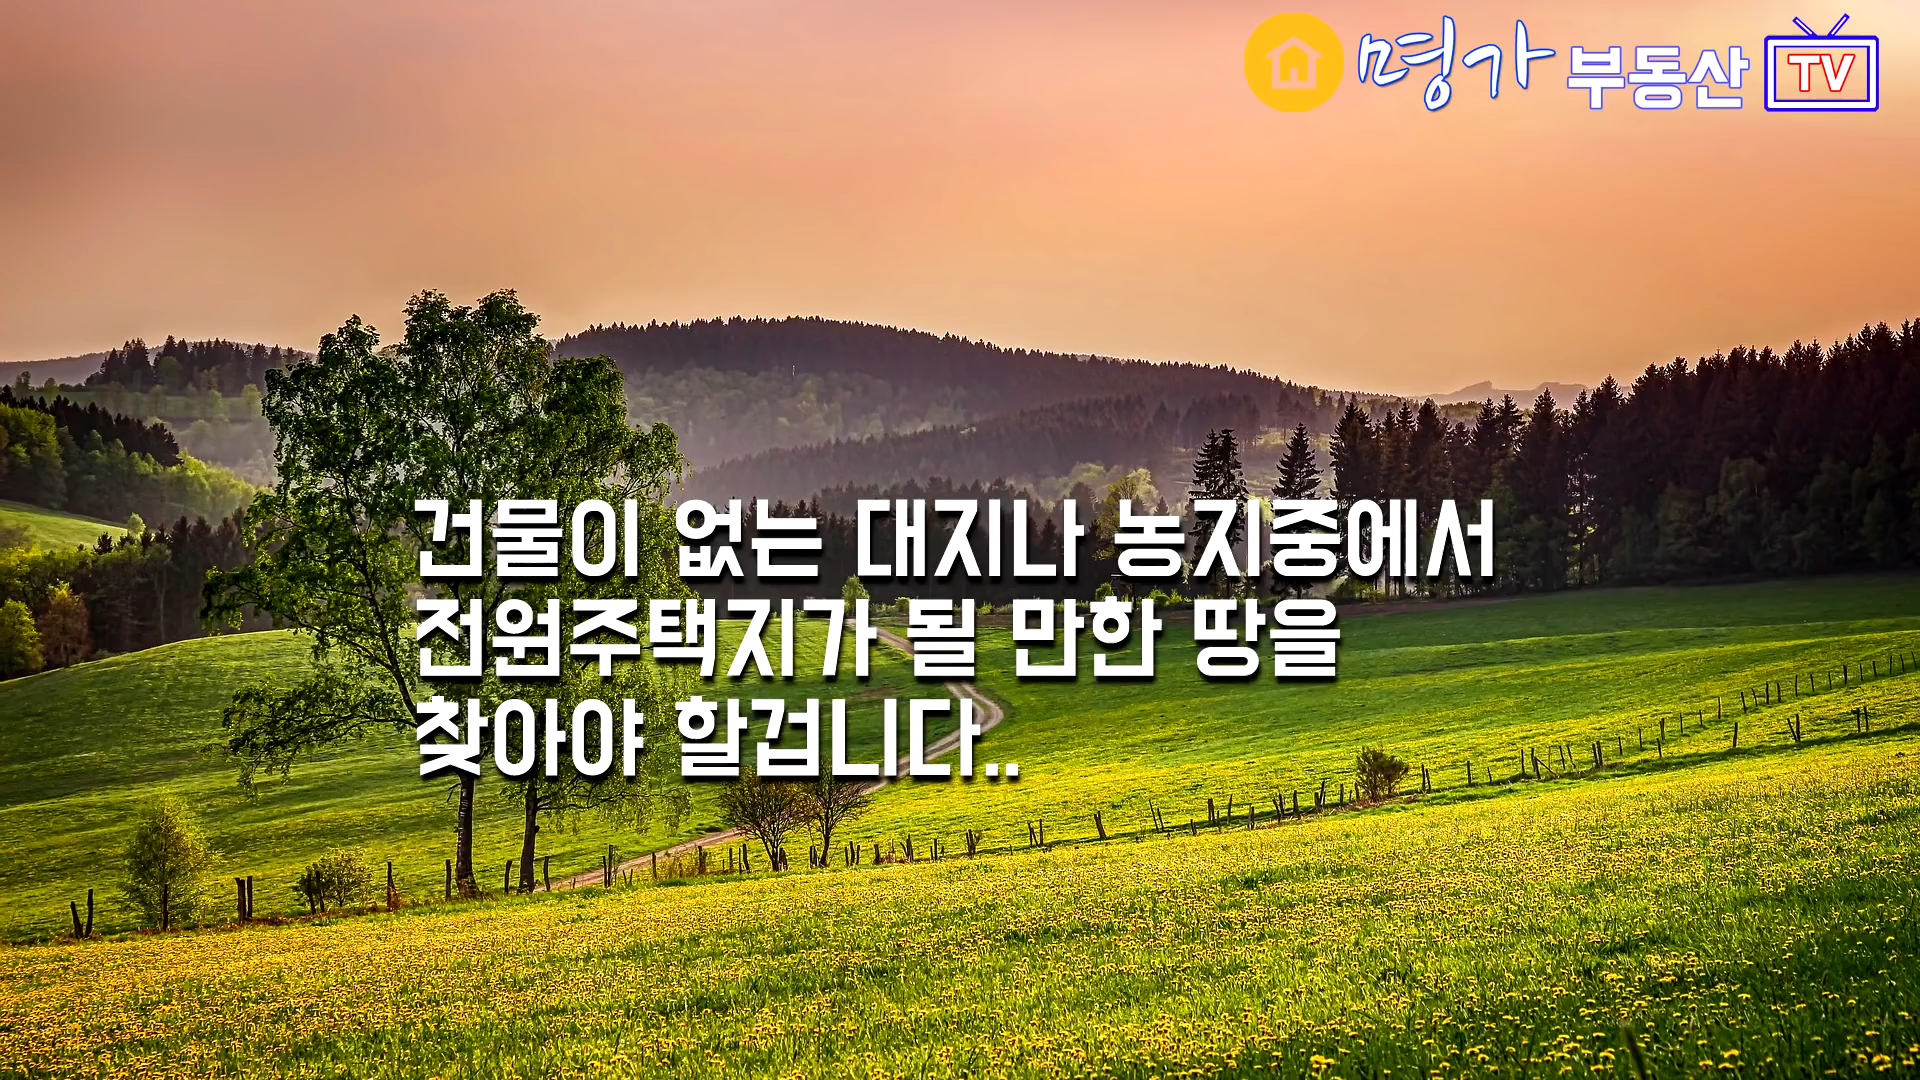 명가 부동산 TV
건물이 없는 대지나 농지중에서
전원주택지가 될 만한 땅을
찾아야 할겁니다..